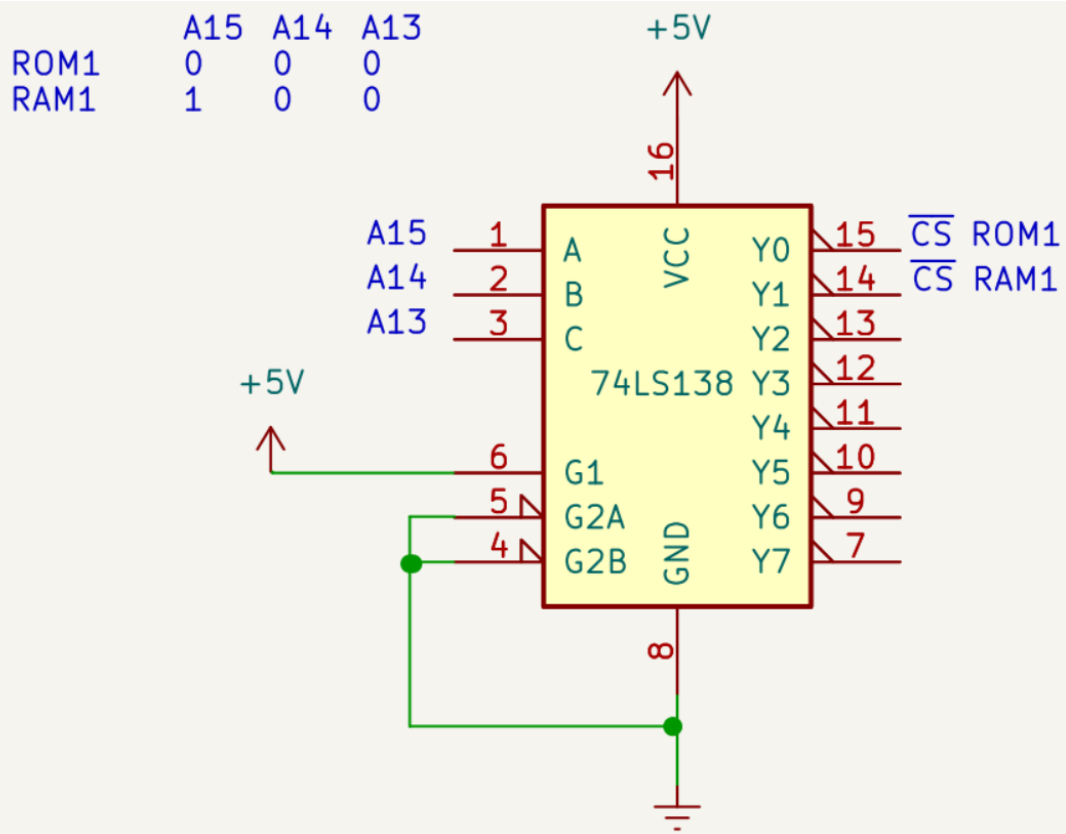 A15 A14 A13
ROM1 0 0 0
RAM1 1 0 0
+5V
16
VCC
A15 1 A Y0 15 C̅S̅ ROM1
A14 2 B Y1 14 C̅S̅ RAM1
A13 3 C Y2 13
74LS138 Y3 12
+5V
Y4 11
6 G1 Y5 10
5 G2A Y6 9
4 G2B Y7 7
GND
8